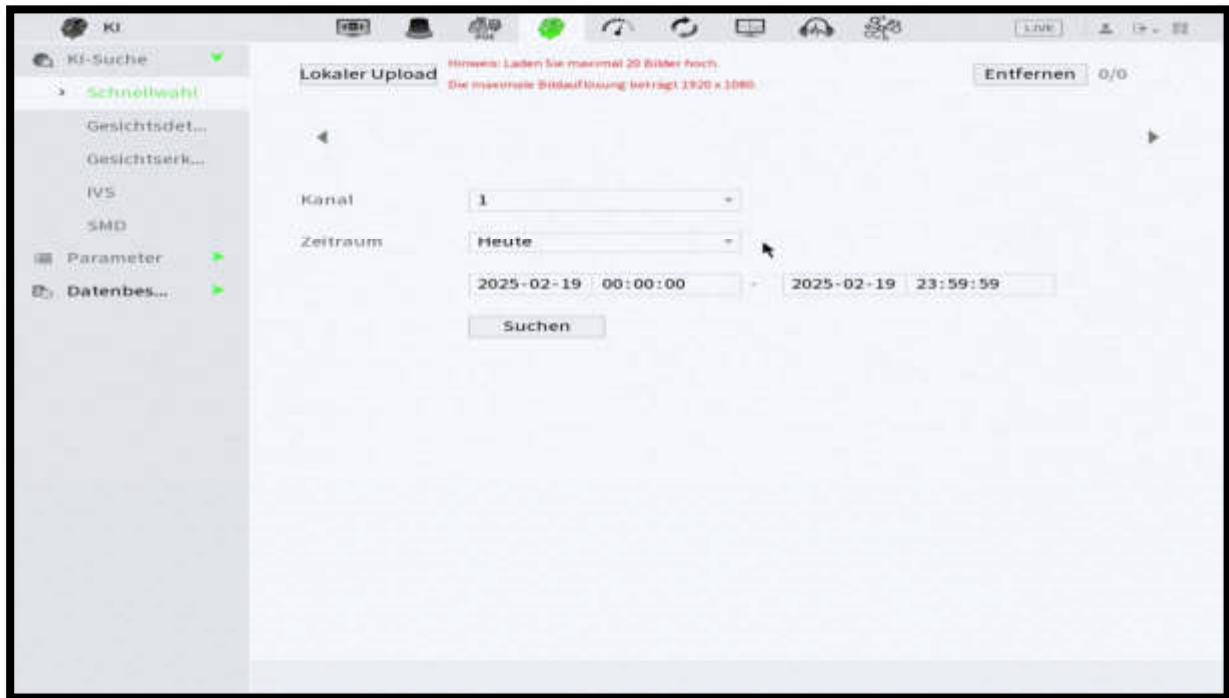 KI
LIVE
KI-Suche
Schnellwahl
Gesichtsdet...
Gesichtserk...
IVS
SMD
Parameter
Datenbes...
Lokaler Upload
Hinweis: Laden Sie maximal 20 Bilder hoch.
Die maximale Bildauflösung beträgt 1920 x 1080.
Entfernen 0/0
Kanal 1
Zeitraum Heute
2025-02-19 00:00:00 - 2025-02-19 23:59:59
Suchen